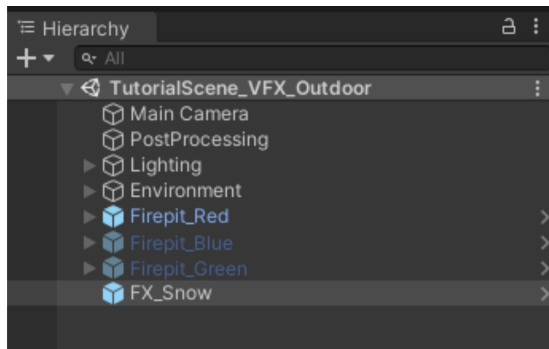 Hierarchy
All
TutorialScene_VFX_Outdoor
Main Camera
PostProcessing
Lighting
Environment
Firepit_Red
Firepit_Blue
Firepit_Green
FX_Snow